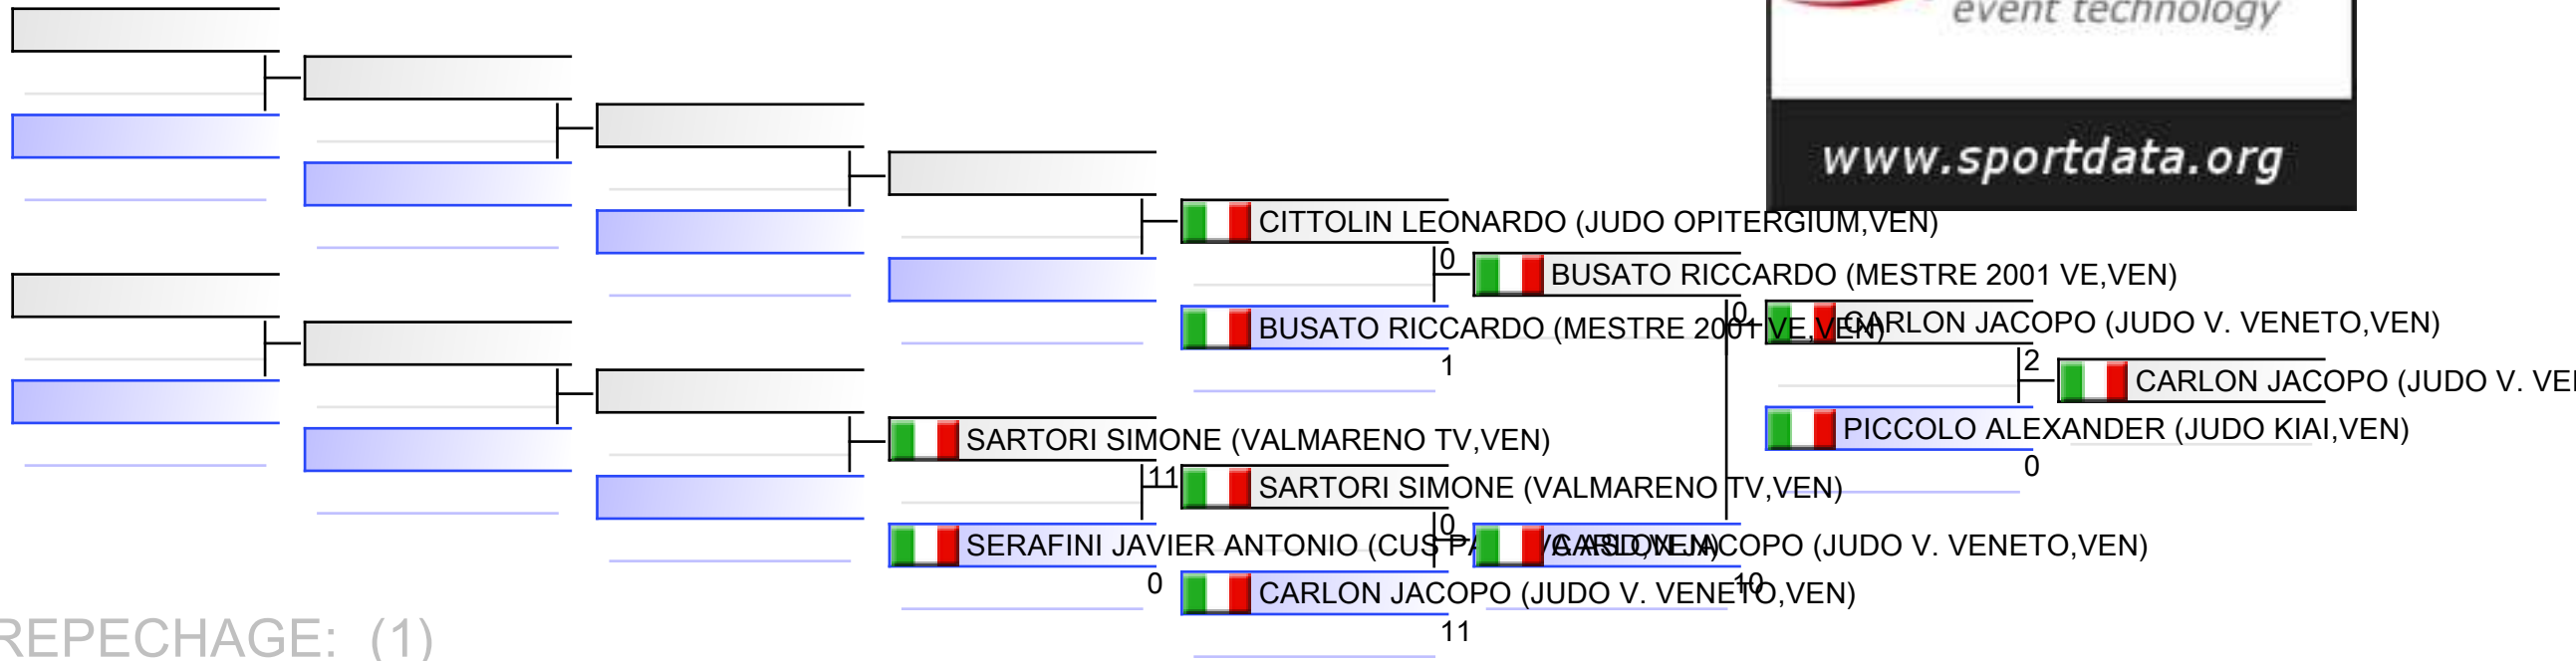 event technology
www.sportdata.org
CITTOLIN LEONARDO (JUDO OPITERGIUM,VEN)
0
BUSATO RICCARDO (MESTRE 2001 VE,VEN)
0
BUSATO RICCARDO (MESTRE 2001 VE,VEN)
1
CARLON JACOPO (JUDO V. VENETO,VEN)
2
CARLON JACOPO (JUDO V.
PICCOLO ALEXANDER (JUDO KIAI,VEN)
0
SARTORI SIMONE (VALMARENO TV,VEN)
11
SARTORI SIMONE (VALMARENO TV,VEN)
0
SERAFINI JAVIER ANTONIO (CUS
0
CARLON JACOPO (JUDO V. VENETO,VEN)
10
CARLON JACOPO (JUDO V. VENETO,VEN)
11
REPECHAGE: (1)